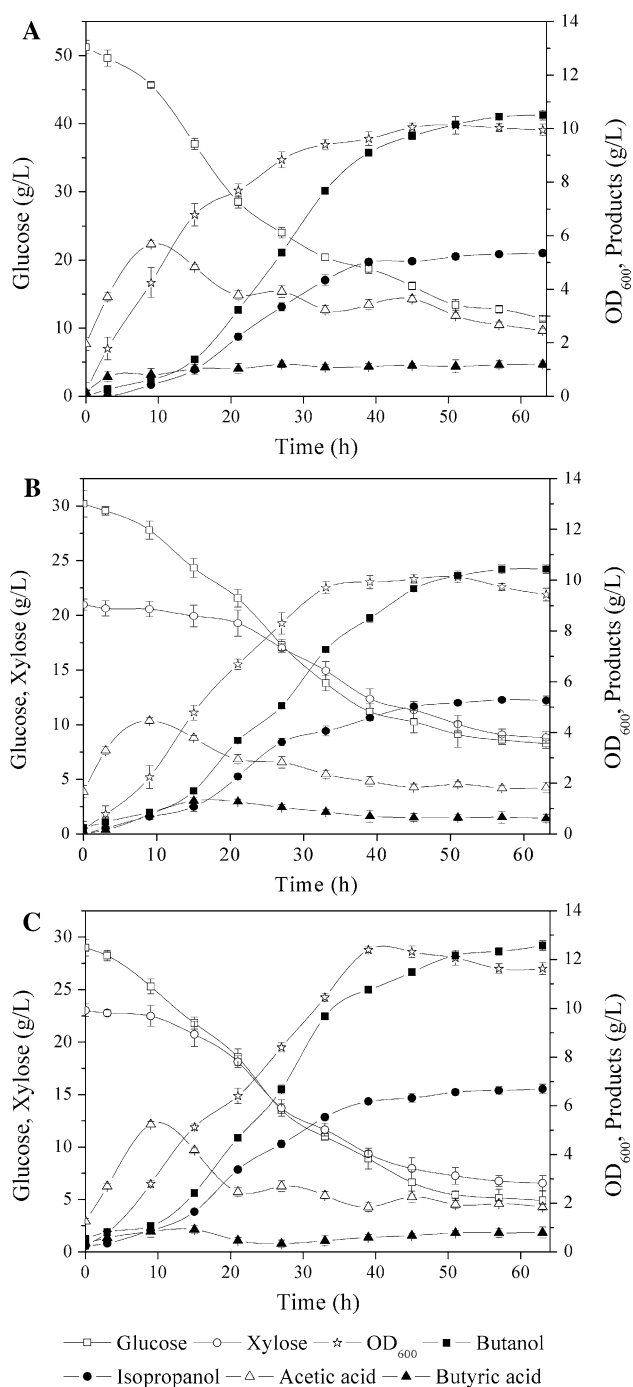 A
Glucose (g/L)
50
40
30
20
10
0
14
12
10
8
6
4
2
0
OD600, Products (g/L)
0 10 20 30 40 50 60
Time (h)
B
Glucose, Xylose (g/L)
30
25
20
15
10
5
0
14
12
10
8
6
4
2
0
OD600, Products (g/L)
0 10 20 30 40 50 60
Time (h)
C
Glucose, Xylose (g/L)
30
25
20
15
10
5
0
14
12
10
8
6
4
2
0
OD600, Products (g/L)
0 10 20 30 40 50 60
Time (h)
Glucose Xylose OD600 Butanol
Isopropanol Acetic acid Butyric acid